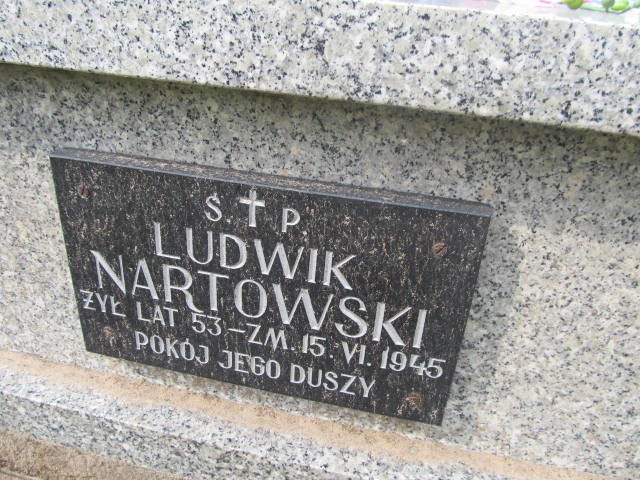 Ś. ✝ P.
LUDWIK
NARTOWSKI
ŻYŁ LAT 53 - ZM. 15. VI. 1945
POKÓJ JEGO DUSZY